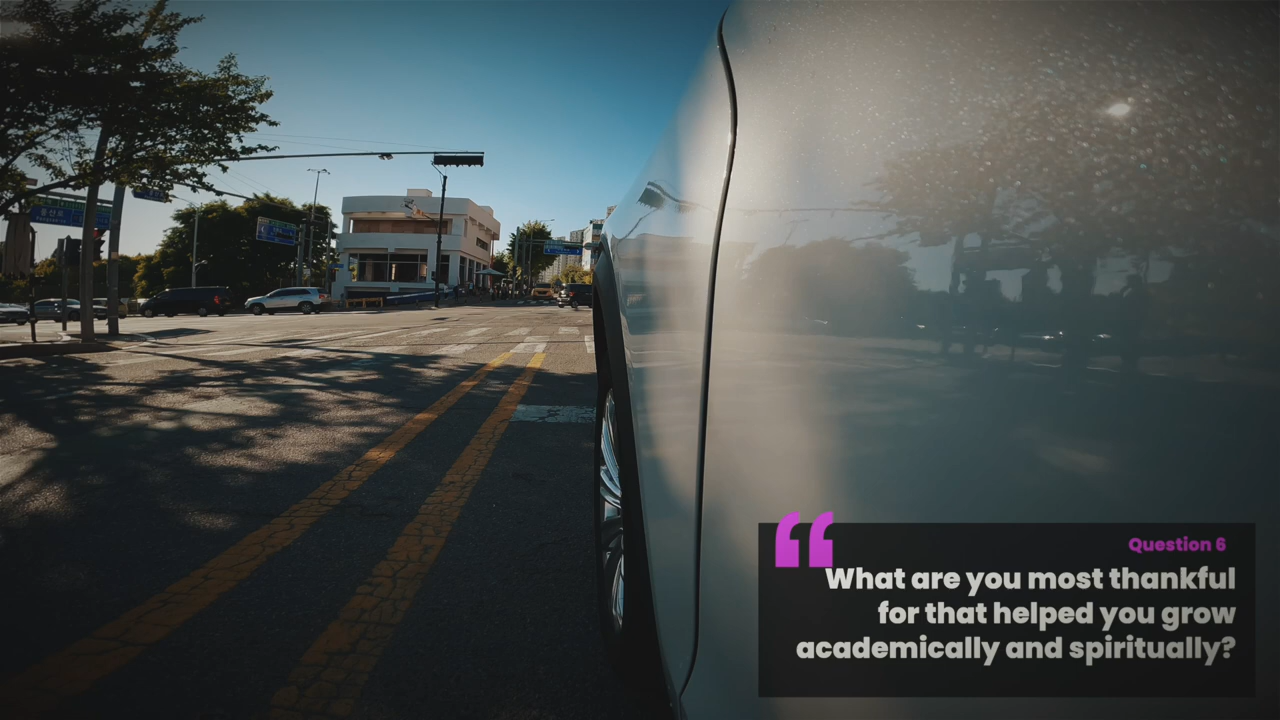 Question 6
What are you most thankful
for that helped you grow
academically and spiritually?